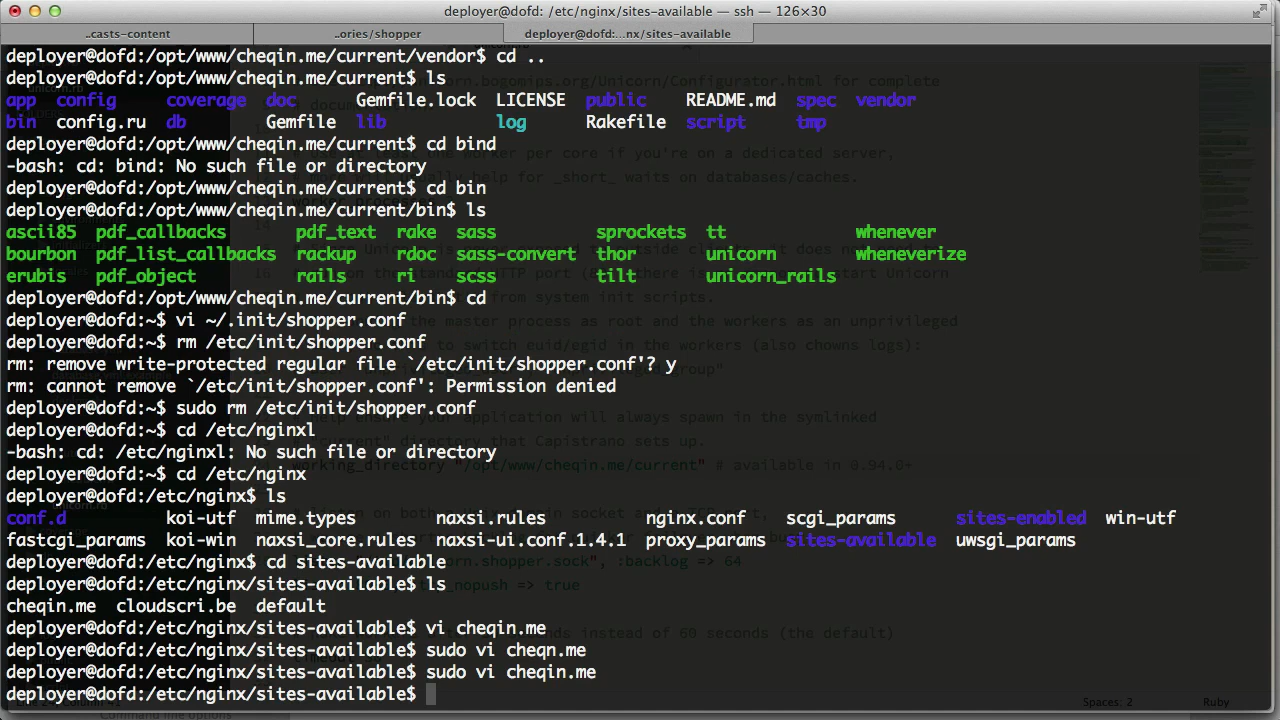 deployer@dofd: /etc/nginx/sites-available — ssh — 126×30
..casts-content ..ories/shopper deployer@dofd:...nx/sites-available
deployer@dofd:/opt/www/cheqin.me/current/vendor$ cd ..
deployer@dofd:/opt/www/cheqin.me/current$ ls
app config coverage doc Gemfile.lock LICENSE public README.md spec vendor
bin config.ru db Gemfile lib log Rakefile script tmp
deployer@dofd:/opt/www/cheqin.me/current$ cd bind
-bash: cd: bind: No such file or directory
deployer@dofd:/opt/www/cheqin.me/current$ cd bin
deployer@dofd:/opt/www/cheqin.me/current/bin$ ls
ascii85 pdf_callbacks pdf_text rake sass sprockets tt whenever
bourbon pdf_list_callbacks rackup rdoc sass-convert thor unicorn wheneverize
erubis pdf_object rails ri scss tilt unicorn_rails
deployer@dofd:/opt/www/cheqin.me/current/bin$ cd
deployer@dofd:~$ vi ~/.init/shopper.conf
deployer@dofd:~$ rm /etc/init/shopper.conf
rm: remove write-protected regular file `/etc/init/shopper.conf'? y
rm: cannot remove `/etc/init/shopper.conf': Permission denied
deployer@dofd:~$ sudo rm /etc/init/shopper.conf
deployer@dofd:~$ cd /etc/nginxl
-bash: cd: /etc/nginxl: No such file or directory
deployer@dofd:~$ cd /etc/nginx
deployer@dofd:/etc/nginx$ ls
conf.d koi-utf mime.types naxsi.rules nginx.conf scgi_params sites-enabled win-utf
fastcgi_params koi-win naxsi_core.rules naxsi-ui.conf.1.4.1 proxy_params sites-available uwsgi_params
deployer@dofd:/etc/nginx$ cd sites-available
deployer@dofd:/etc/nginx/sites-available$ ls
cheqin.me cloudscri.be default
deployer@dofd:/etc/nginx/sites-available$ vi cheqin.me
deployer@dofd:/etc/nginx/sites-available$ sudo vi cheqn.me
deployer@dofd:/etc/nginx/sites-available$ sudo vi cheqin.me
deployer@dofd:/etc/nginx/sites-available$
Spaces: 2 Ruby